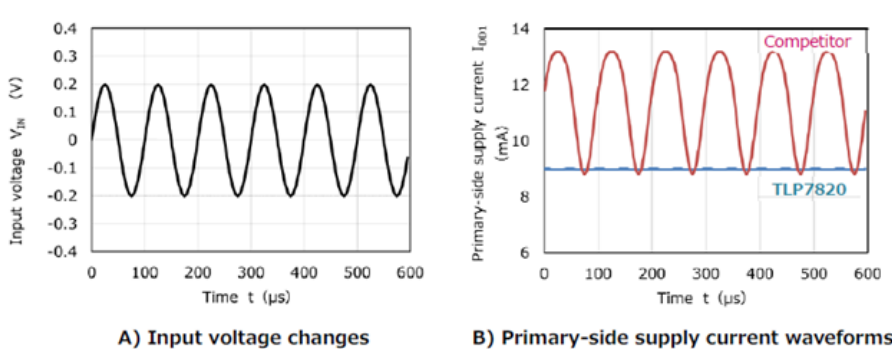 Input voltage V_IN (V)
0.4
0.3
0.2
0.1
0
-0.1
-0.2
-0.3
-0.4
0 100 200 300 400 500 600
Time t (μs)
A) Input voltage changes
Primary-side supply current I_DD1
(mA)
14
12
10
8
6
Competitor
TLP7820
0 100 200 300 400 500 600
Time t (μs)
B) Primary-side supply current waveforms